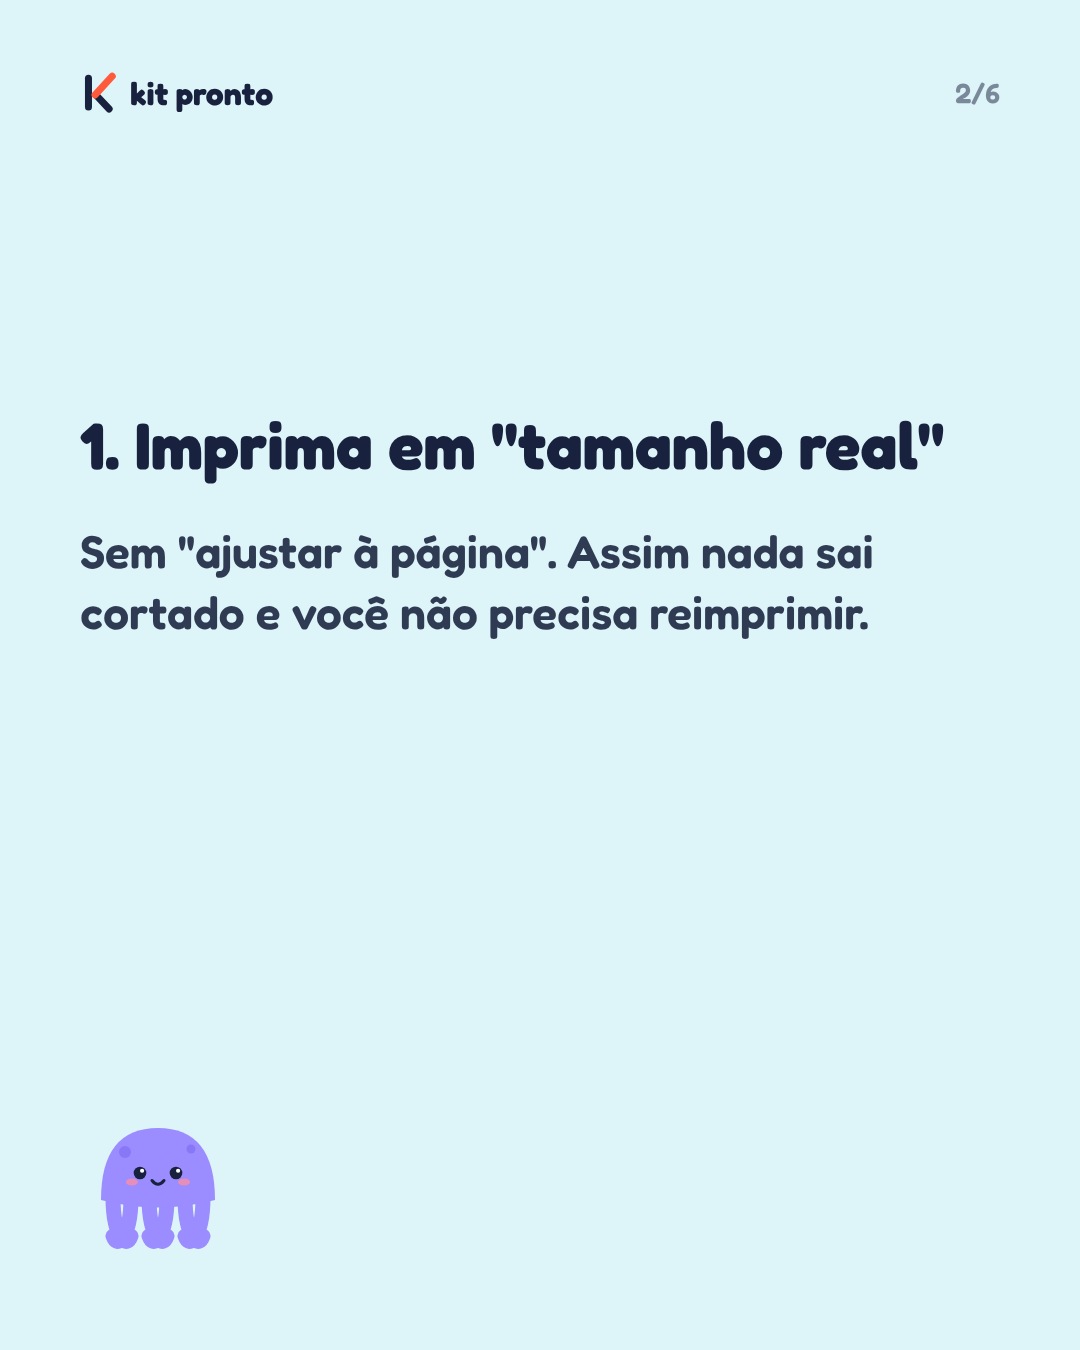 kit pronto
2/6
1. Imprima em "tamanho real"
Sem "ajustar à página". Assim nada sai
cortado e você não precisa reimprimir.